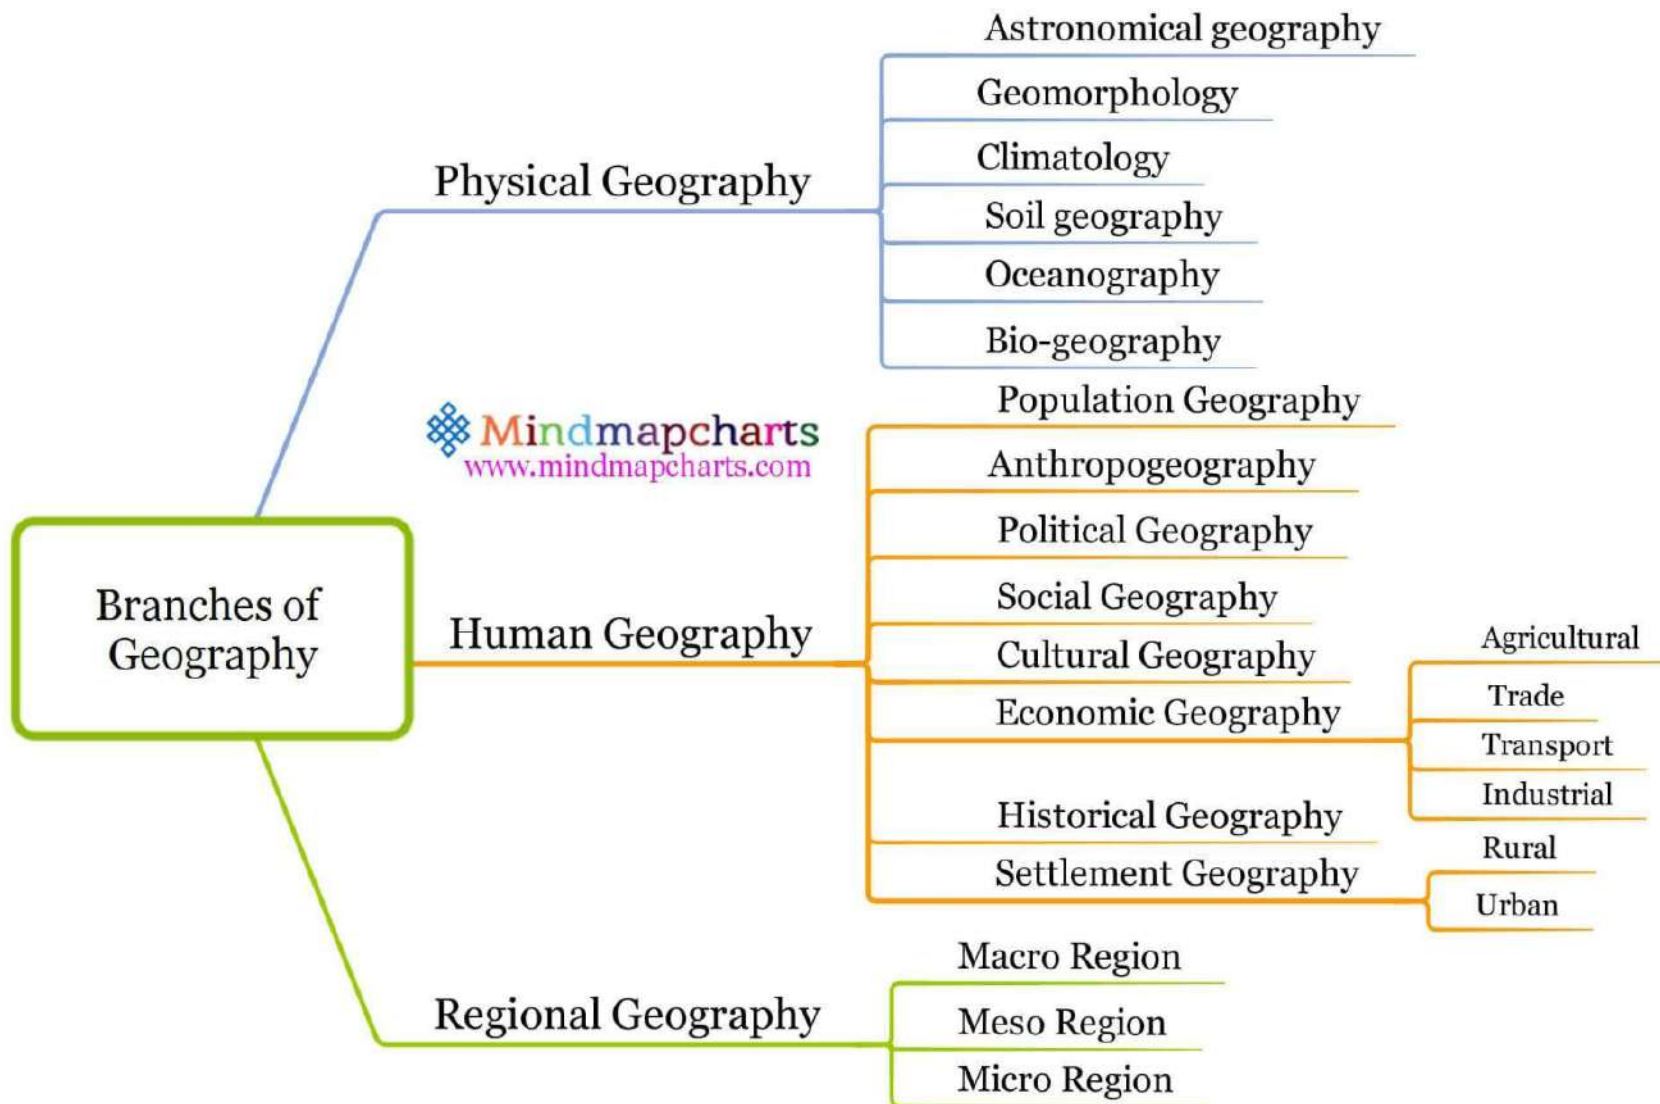 Astronomical geography
Geomorphology
Climatology
Physical Geography
Soil geography
Oceanography
Bio-geography
Mindmapcharts
www.mindmapcharts.com
Population Geography
Anthropogeography
Political Geography
Branches of
Geography
Human Geography
Social Geography
Cultural Geography
Economic Geography
Agricultural
Trade
Transport
Industrial
Historical Geography
Settlement Geography
Rural
Urban
Regional Geography
Macro Region
Meso Region
Micro Region